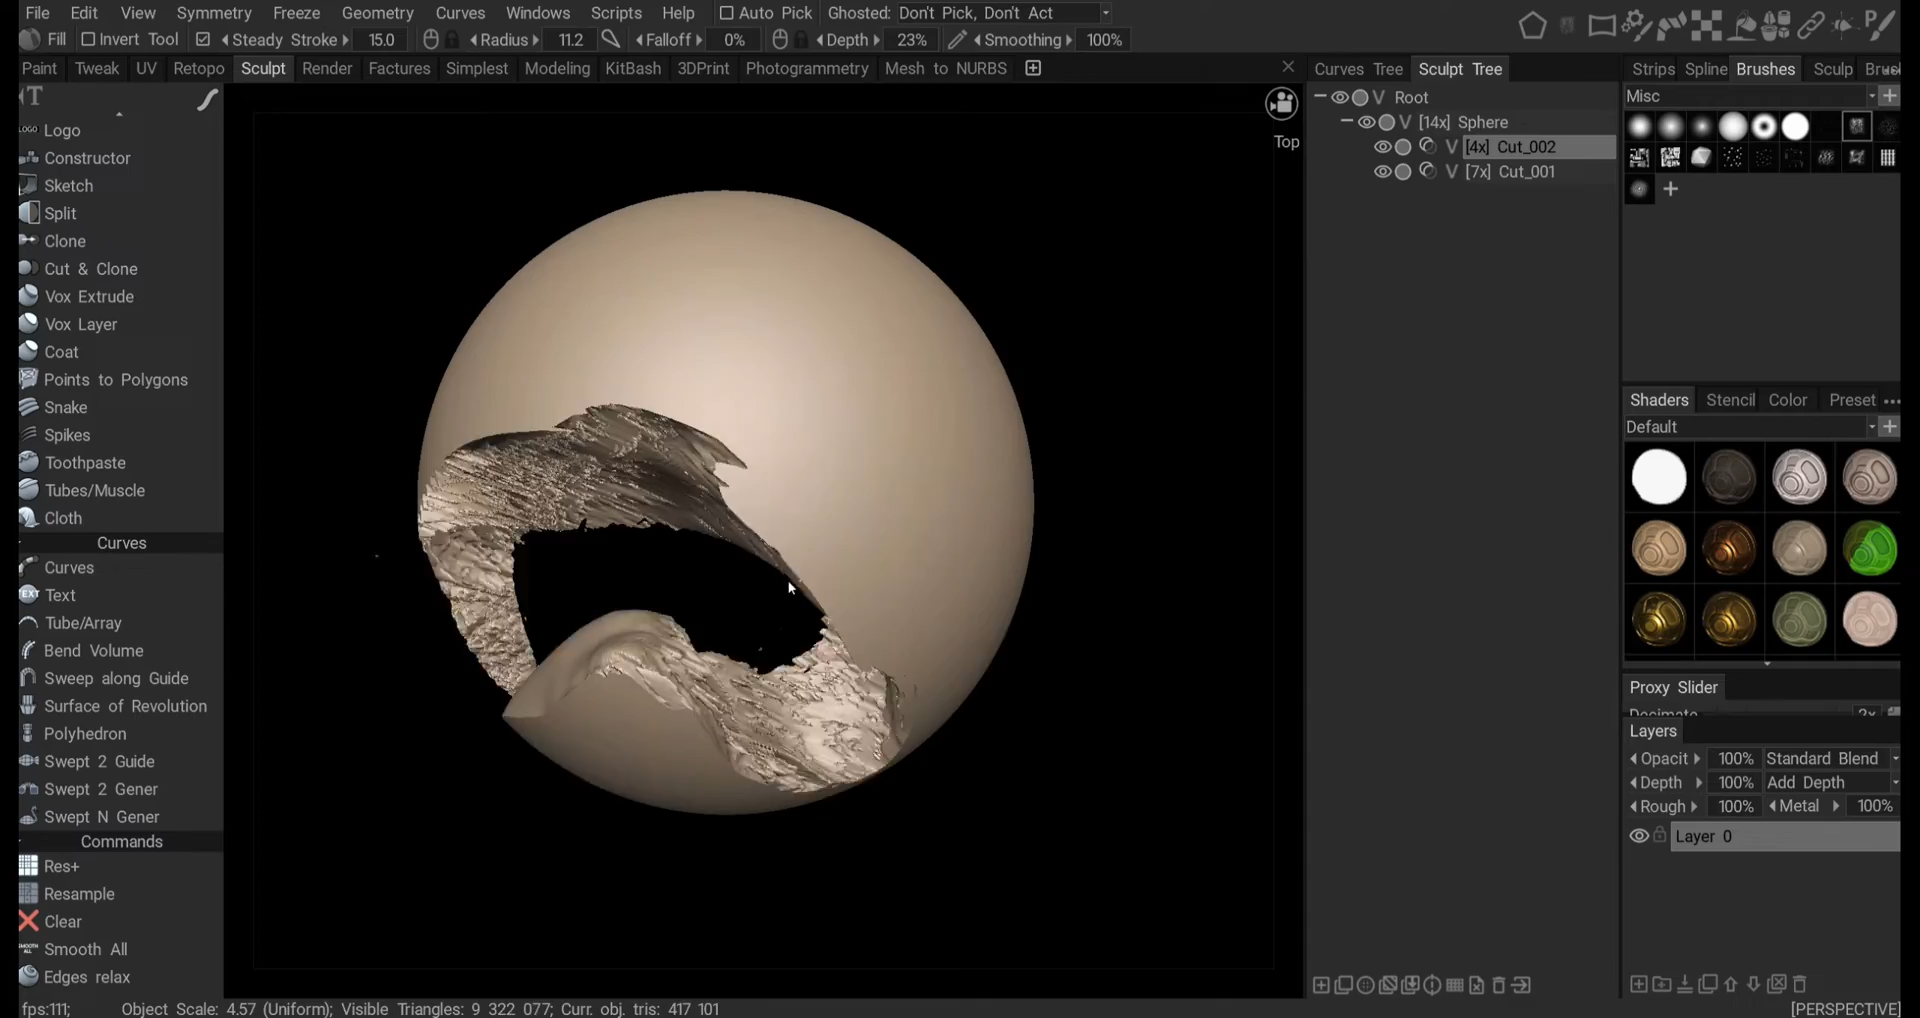 File Edit View Symmetry Freeze Geometry Curves Windows Scripts Help Auto Pick Ghosted: Don't Pick, Don't Act
Fill Invert Tool Steady Stroke 15.0 Radius 11.2 Falloff 0% Depth 23% Smoothing 100%
Paint Tweak UV Retopo Sculpt Render Factures Simplest Modeling KitBash 3DPrint Photogrammetry Mesh to NURBS
Logo
Constructor
Sketch
Split
Clone
Cut & Clone
Vox Extrude
Vox Layer
Coat
Points to Polygons
Snake
Spikes
Toothpaste
Tubes/Muscle
Cloth
Curves
Curves
TEXT Text
Tube/Array
Bend Volume
Sweep along Guide
Surface of Revolution
Polyhedron
Swept 2 Guide
Swept 2 Gener
Swept N Gener
Commands
Res+
Resample
Clear
Smooth All
Edges relax
Top
Curves Tree Sculpt Tree
V Root
V [14x] Sphere
V [4x] Cut_002
V [7x] Cut_001
Strips Spline Brushes Sculp Bru
Misc
Shaders Stencil Color Preset
Default
Proxy Slider
Decimate 2x
Layers
Opacit 100% Standard Blend
Depth 100% Add Depth
Rough 100% Metal 100%
Layer 0
fps:111; Object Scale: 4.57 (Uniform); Visible Triangles: 9 322 077; Curr. obj. tris: 417 101
[PERSPECTIVE]